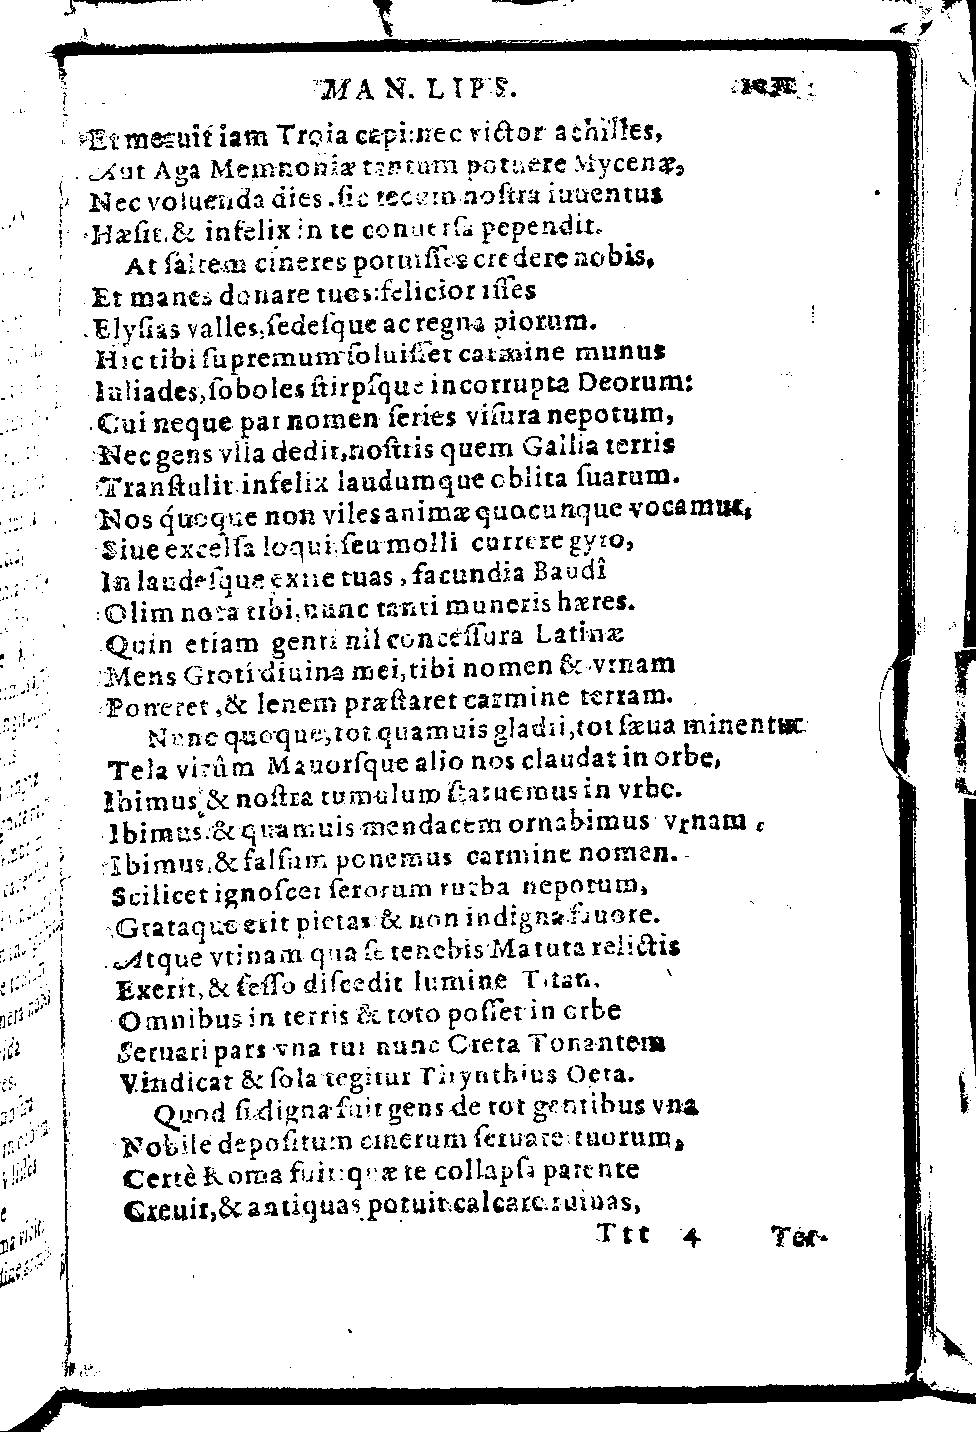 MAN. LIPS.
Et metuit iam Troia capi: nec victor achilles,
Aut Aga Memnoniæ tantum potuere Mycenæ,
Nec voluenda dies. sic tecum nostra iuuentus
Hæsit, & infelix in te conuersa pependit.
At saltem cineres potuisses credere nobis,
Et manes donare tuos: felicior isses
Elysias valles, sedesque ac regna piorum.
Hic tibi supremum soluisset carmine munus
Iuliades, soboles stirpsque incorrupta Deorum:
Cui neque par nomen series visura nepotum,
Nec gens vlla dedit, nostris quem Gallia terris
Transtulit infelix laudumque oblita suarum.
Nos quoque non viles animæ quocunque vocamur,
Siue excelsa loqui, seu molli currere gyro,
In laudesque exire tuas, facundia Baudî
Olim nota tibi, nunc tanti muneris hæres.
Quin etiam genti nil concessura Latinæ
Mens Groti diuina mei, tibi nomen & vrnam
Poneret, & lenem præstaret carmine terram.
Nunc quoque, tot quamuis gladii, tot sæua minentur
Tela virûm Mauorsque alio nos claudat in orbe,
Ibimus & nostra tumulum statuemus in vrbe.
Ibimus, & quamuis mendacem ornabimus vrnam,
Ibimus, & falsum ponemus carmine nomen.
Scilicet ignoscet serorum turba nepotum,
Grataque erit pietas & non indigna fauore.
Atque vtinam qua se tenebis Matuta relictis
Exerit, & fesso discedit lumine Titan.
Omnibus in terris & toto posset in orbe
Seruari pars vna tui nunc Creta Tonantem
Vindicat & sola tegitur Tirynthius Oeta.
Quod si digna fuit gens de tot gentibus vna
Nobile depositum cinerum seruare tuorum,
Certè Roma fuit: quæ te collapsa parente
Creuit, & antiquas potuit calcare ruinas,
Ttt 4 Ter-